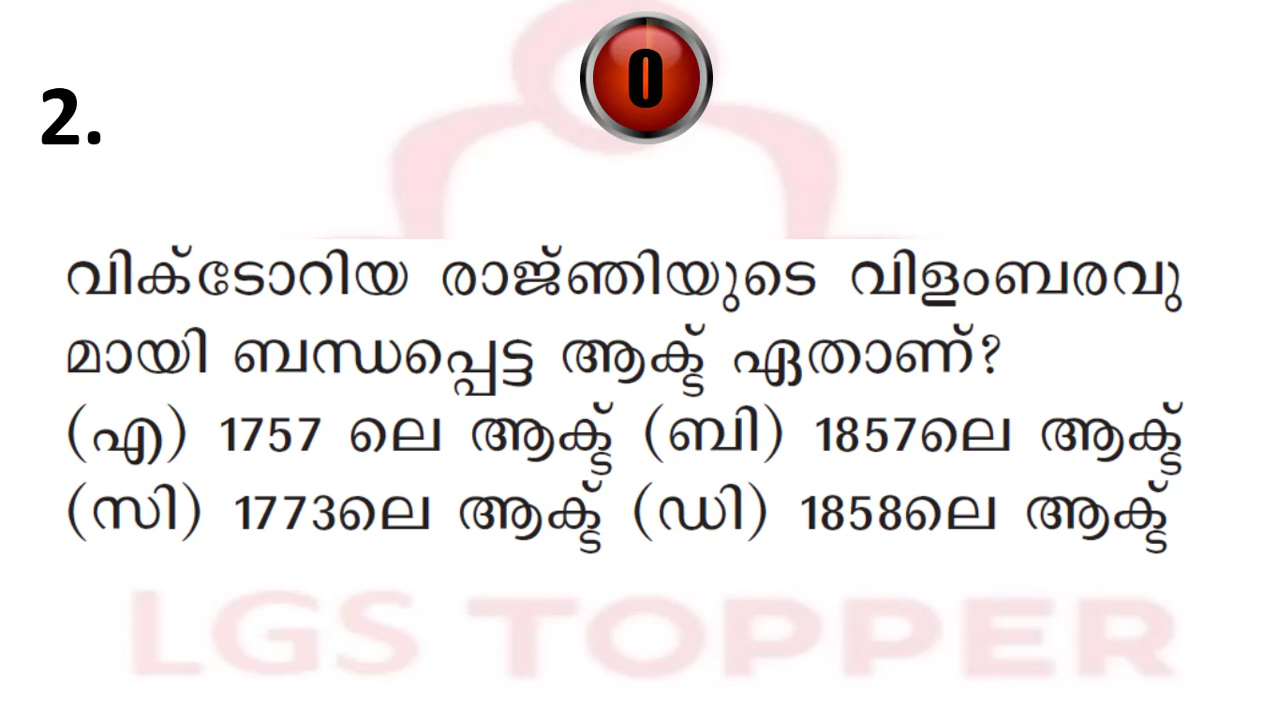 0
2.
വിക്ടോറിയ രാജ്ഞിയുടെ വിളംബരവു
മായി ബന്ധപ്പെട്ട ആക്ട് ഏതാണ്?
(എ) 1757 ലെ ആക്ട് (ബി) 1857ലെ ആക്ട്
(സി) 1773ലെ ആക്ട് (ഡി) 1858ലെ ആക്ട്
LGS TOPPER